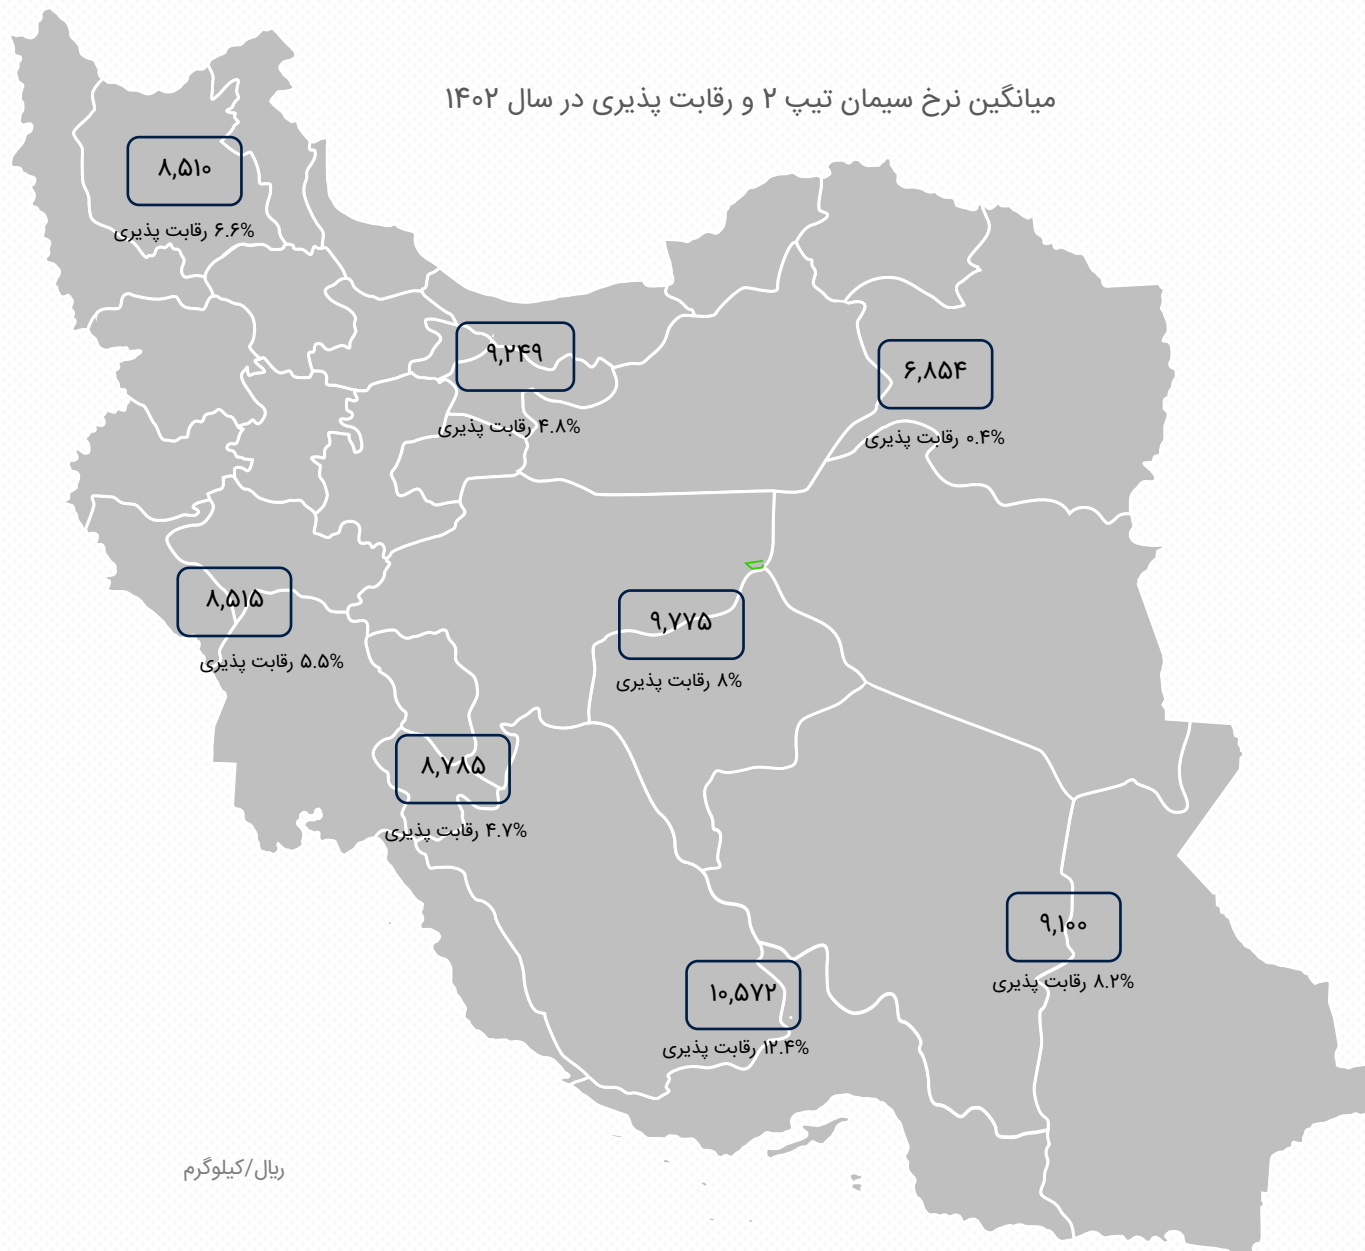 میانگین نرخ سیمان تیپ ۲ و رقابت پذیری در سال ۱۴۰۲
۸,۵۱۰
۶.۶% رقابت پذیری
۹,۲۴۹
۴.۸% رقابت پذیری
۶,۸۵۴
۰.۴% رقابت پذیری
۸,۵۱۵
۵.۵% رقابت پذیری
۹,۷۷۵
۸% رقابت پذیری
۸,۷۸۵
۴.۷% رقابت پذیری
۹,۱۰۰
۸.۲% رقابت پذیری
۱۰,۵۷۲
۱۲.۴% رقابت پذیری
ریال/کیلوگرم